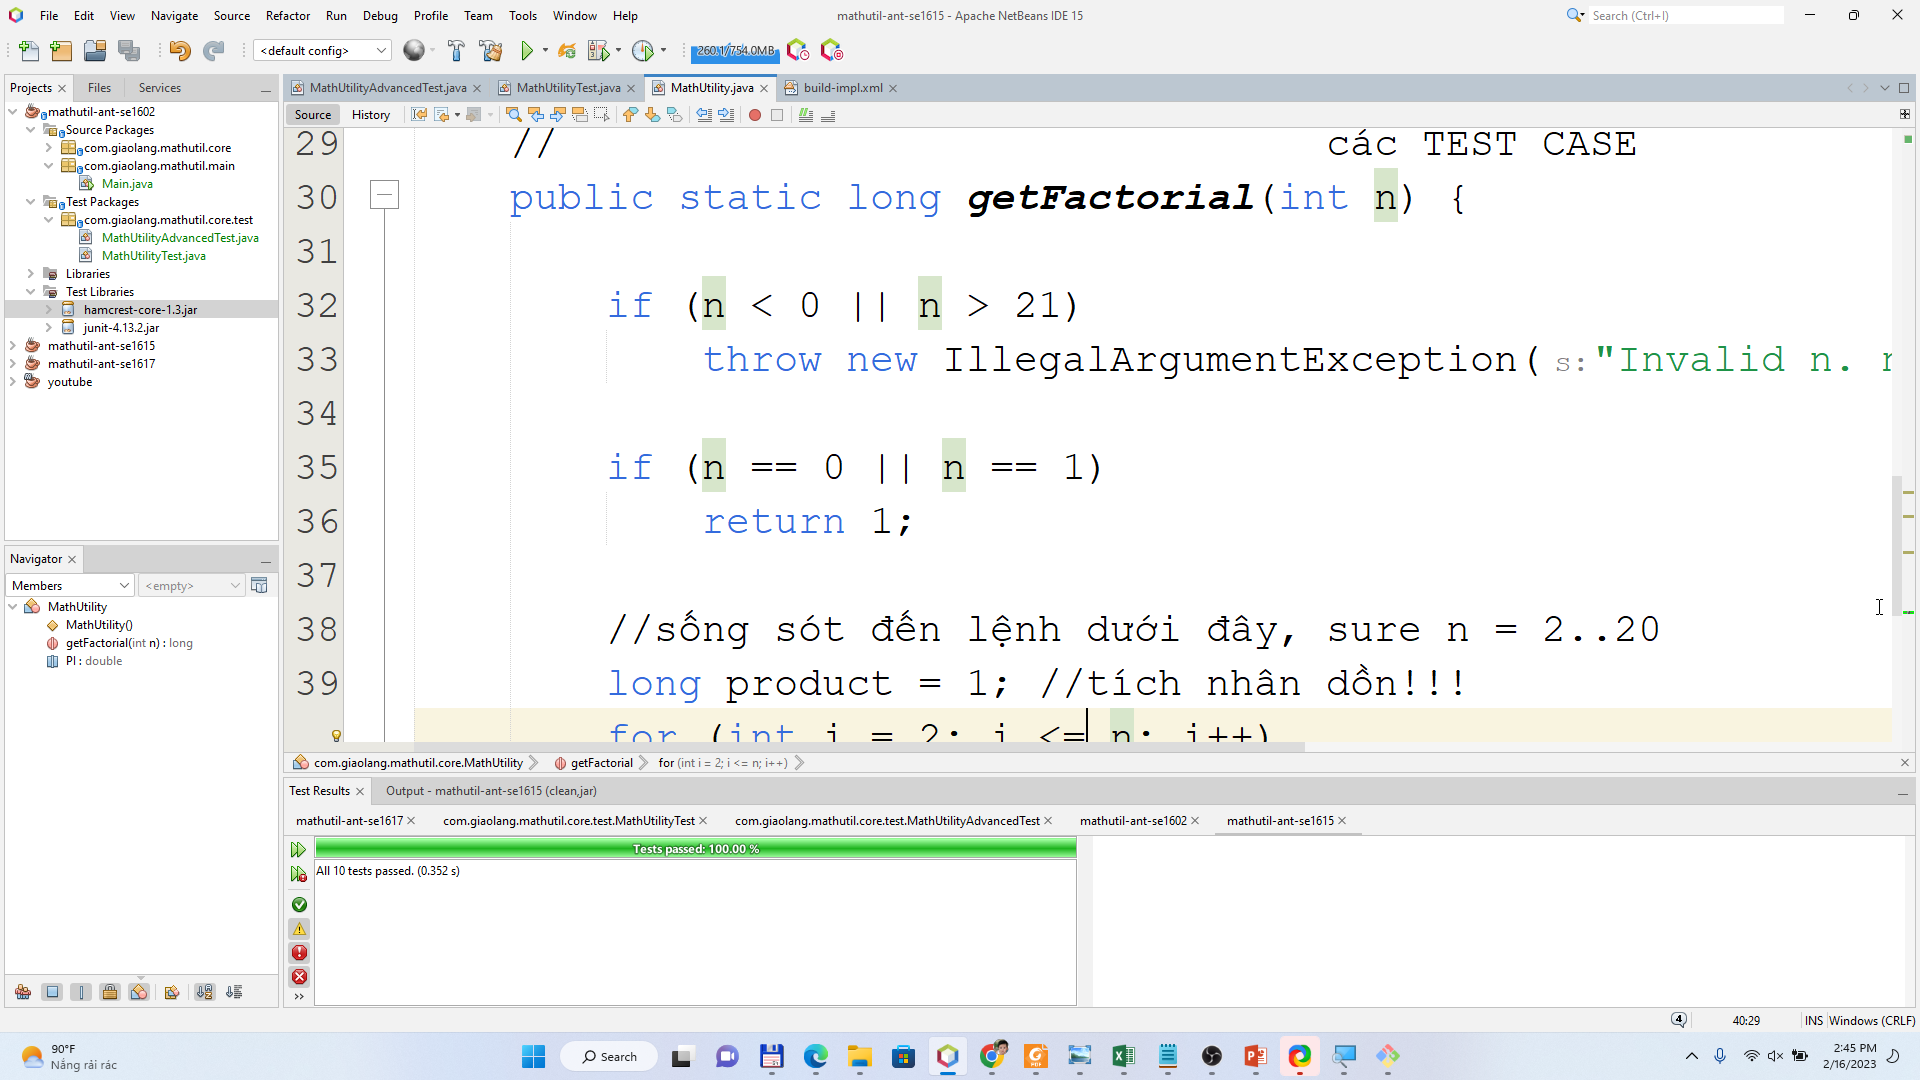 File Edit View Navigate Source Refactor Run Debug Profile Team Tools Window Help
mathutil-ant-se1615 - Apache NetBeans IDE 15
Search (Ctrl+I)
<default config>
260.1/754.0MB
Projects Files Services
MathUtilityAdvancedTest.java MathUtilityTest.java MathUtility.java build-impl.xml
Source History
mathutil-ant-se1602
Source Packages
com.giaolang.mathutil.core
com.giaolang.mathutil.main
Main.java
Test Packages
com.giaolang.mathutil.core.test
MathUtilityAdvancedTest.java
MathUtilityTest.java
Libraries
Test Libraries
hamcrest-core-1.3.jar
junit-4.13.2.jar
mathutil-ant-se1615
mathutil-ant-se1617
youtube
29 // các TEST CASE
30 public static long getFactorial(int n) {
31
32 if (n < 0 || n > 21)
33 throw new IllegalArgumentException( s: "Invalid n.
34
35 if (n == 0 || n == 1)
36 return 1;
37
38 //sống sót đến lệnh dưới đây, sure n = 2..20
39 long product = 1; //tích nhân dồn!!!
for (int i = 2; i <= n; i++)
Navigator
Members
<empty>
MathUtility
MathUtility()
getFactorial(int n) : long
PI : double
com.giaolang.mathutil.core.MathUtility getFactorial for (int i = 2; i <= n; i++)
Test Results Output - mathutil-ant-se1615 (clean,jar)
mathutil-ant-se1617 com.giaolang.mathutil.core.test.MathUtilityTest com.giaolang.mathutil.core.test.MathUtilityAdvancedTest mathutil-ant-se1602 mathutil-ant-se1615
Tests passed: 100.00 %
All 10 tests passed. (0.352 s)
4 40:29 INS Windows (CRLF)
90°F
Nắng rải rác
Search
2:45 PM
2/16/2023